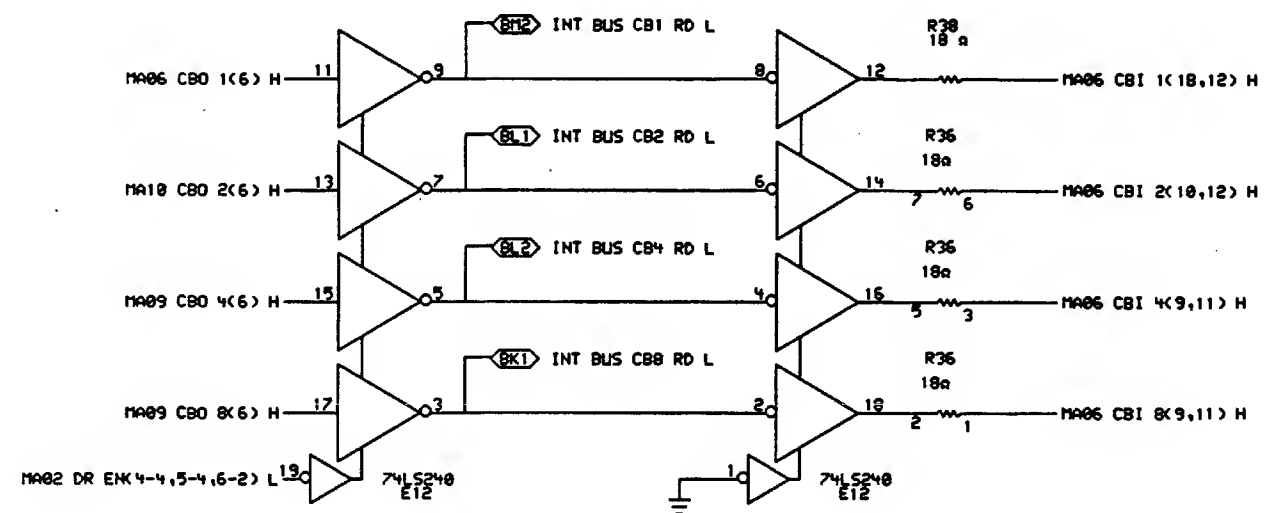 BM2 INT BUS CB1 RD L
R38
18 Ω
MA06 CBO 1(6) H 11 9 8 12 MA06 CBI 1(10,12) H
BL1 INT BUS CB2 RD L
R36
18Ω
MA10 CBO 2(6) H 13 7 6 14 7 6 MA06 CBI 2(10,12) H
BL2 INT BUS CB4 RD L
R36
18Ω
MA09 CBO 4(6) H 15 5 4 16 5 3 MA06 CBI 4(9,11) H
BK1 INT BUS CB8 RD L
R36
18Ω
MA09 CBO 8(6) H 17 3 2 18 2 1 MA06 CBI 8(9,11) H
MA02 DR EN(4-4,5-4,6-2) L 19 74LS240 1 74LS240
E12 E12